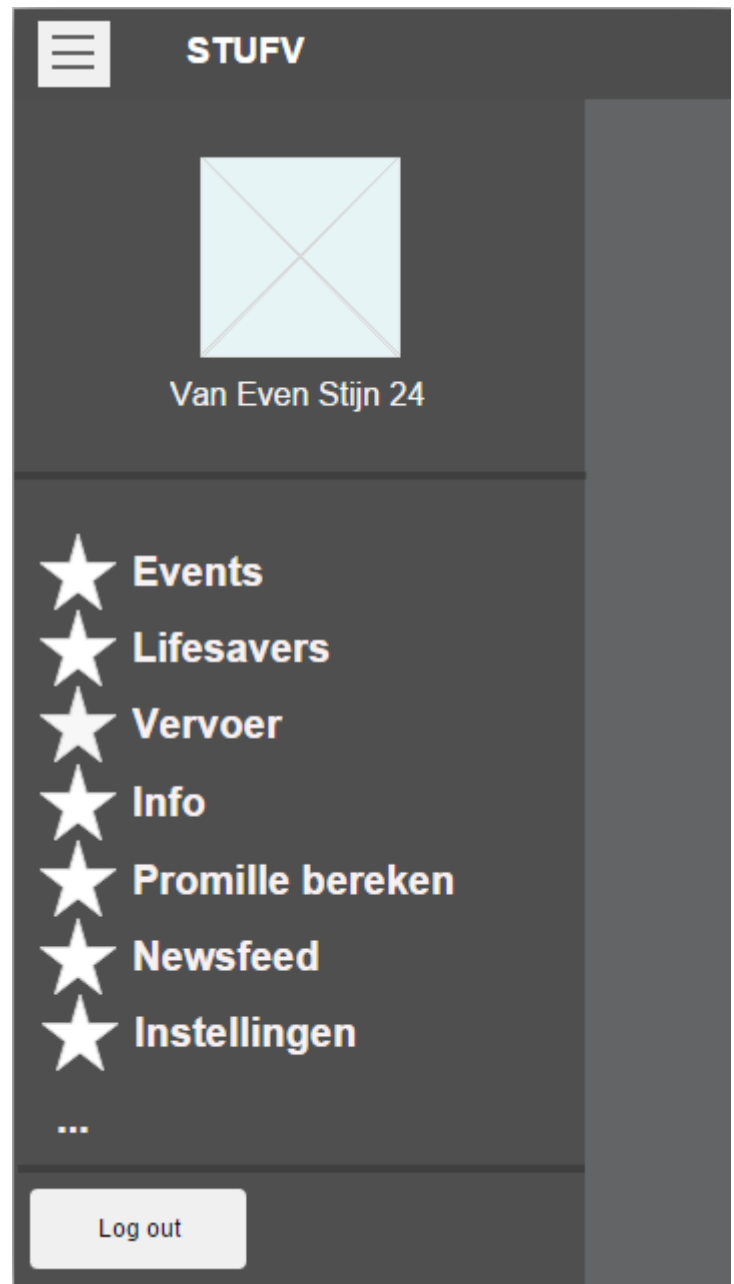 STUFV
Van Even Stijn 24
Events
Lifesavers
Vervoer
Info
Promille bereken
Newsfeed
Instellingen
...
Log out